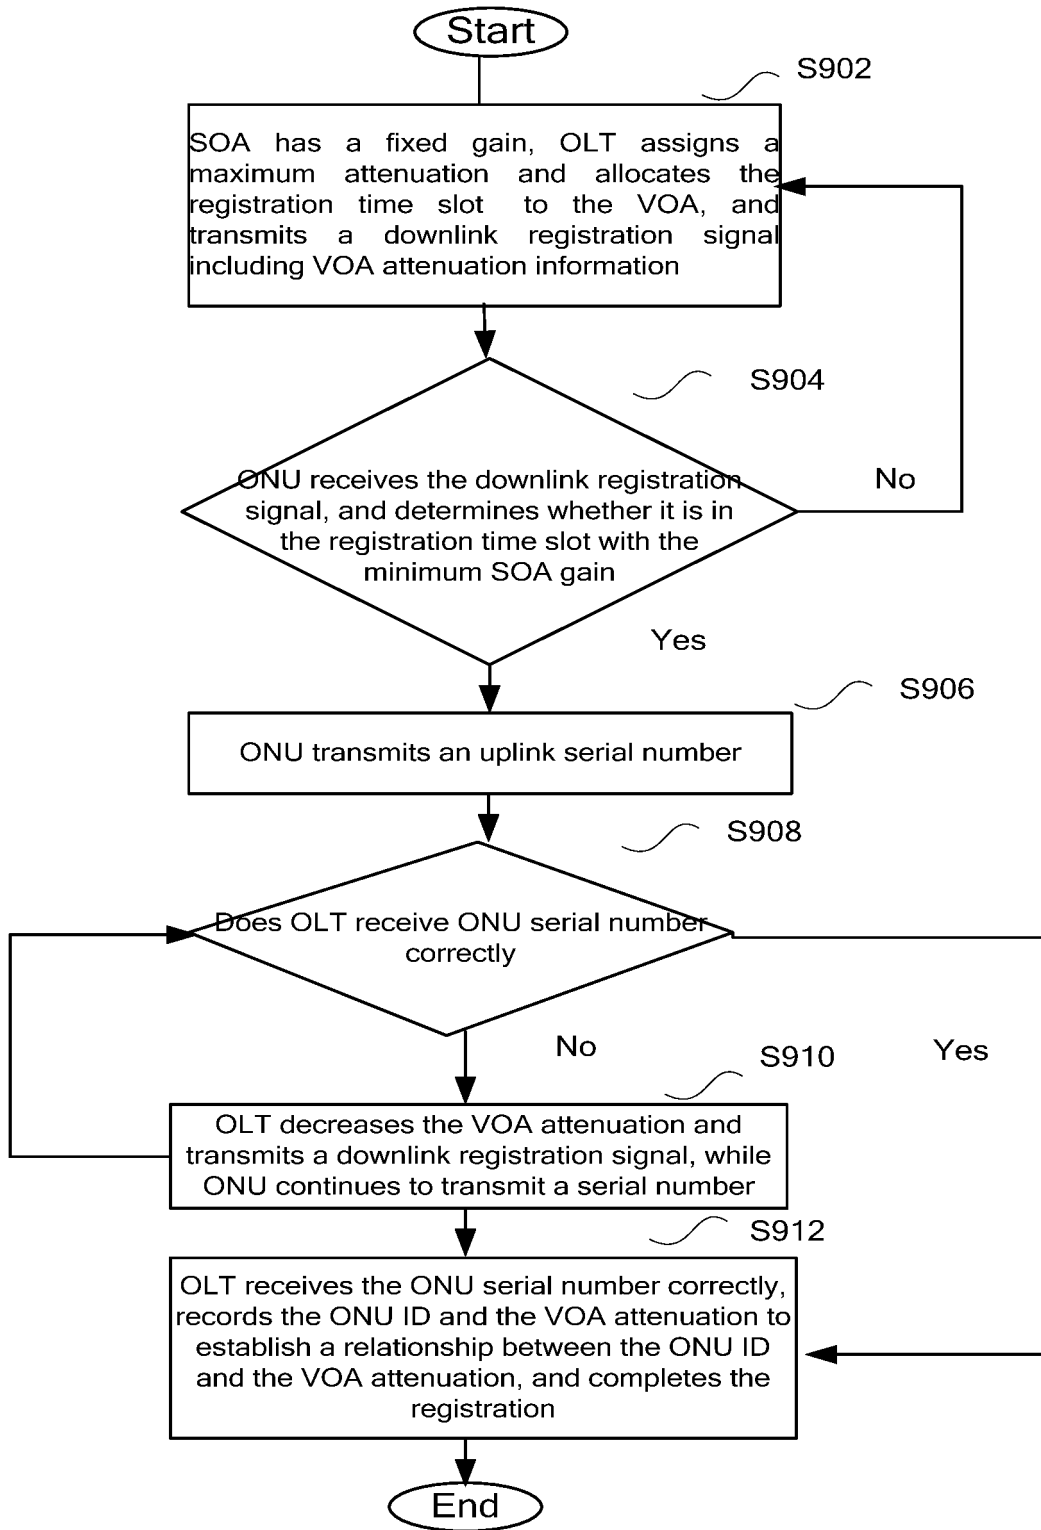 Start
S902
SOA has a fixed gain, OLT assigns a
maximum attenuation and allocates the
registration time slot to the VOA, and
transmits a downlink registration signal
including VOA attenuation information
S904
ONU receives the downlink registration
signal, and determines whether it is in
the registration time slot with the
minimum SOA gain
No
Yes
S906
ONU transmits an uplink serial number
S908
Does OLT receive ONU serial number
correctly
No
Yes
S910
OLT decreases the VOA attenuation and
transmits a downlink registration signal, while
ONU continues to transmit a serial number
S912
OLT receives the ONU serial number correctly,
records the ONU ID and the VOA attenuation to
establish a relationship between the ONU ID
and the VOA attenuation, and completes the
registration
End